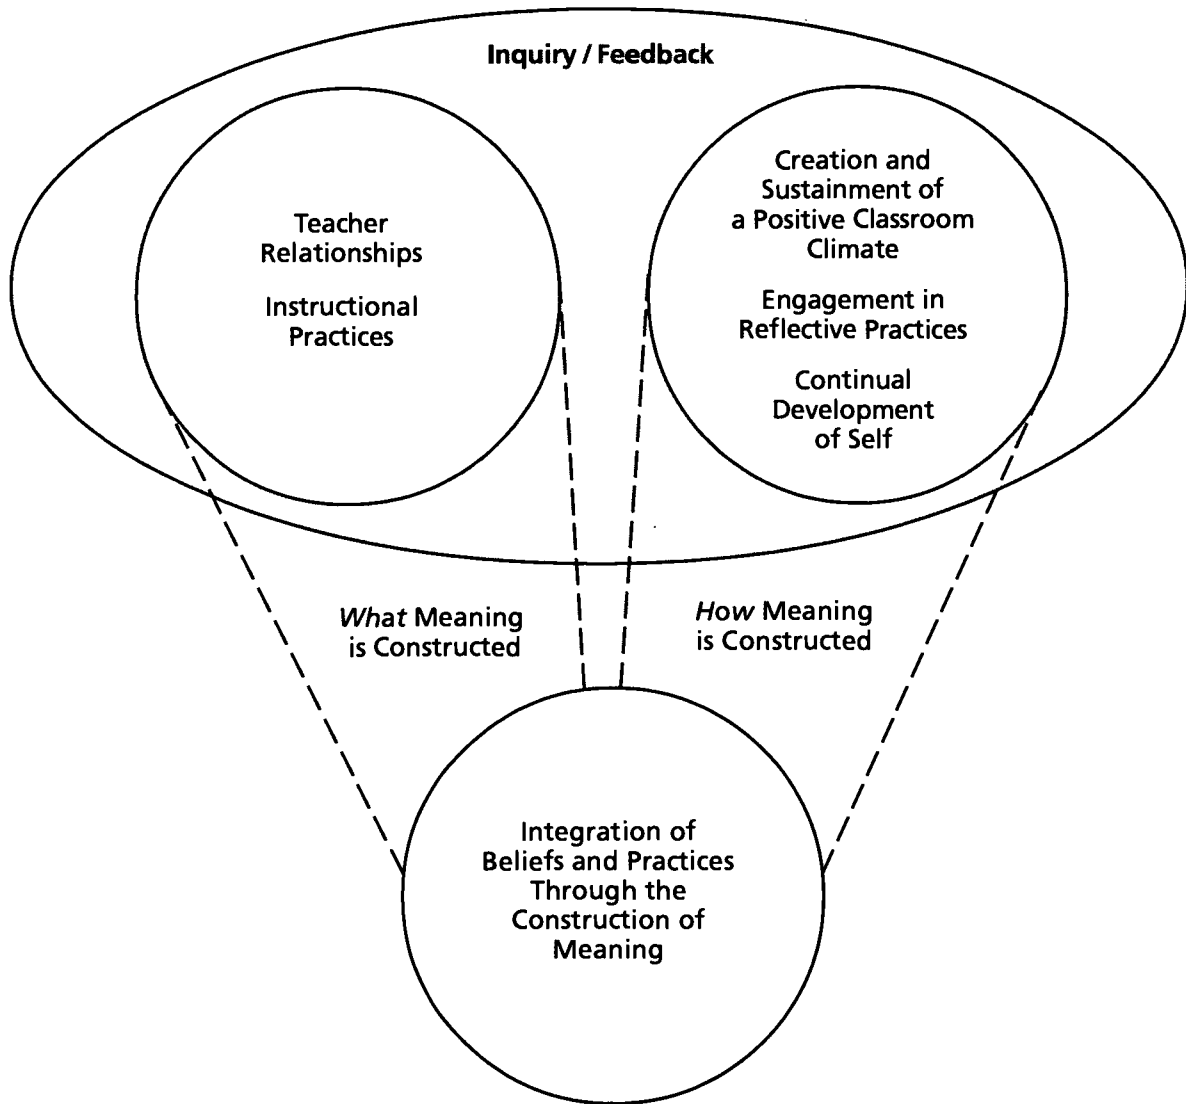 Inquiry / Feedback
Teacher
Relationships
Instructional
Practices
Creation and
Sustainment of
a Positive Classroom
Climate
Engagement in
Reflective Practices
Continual
Development
of Self
What Meaning
is Constructed
How Meaning
is Constructed
Integration of
Beliefs and Practices
Through the
Construction of
Meaning